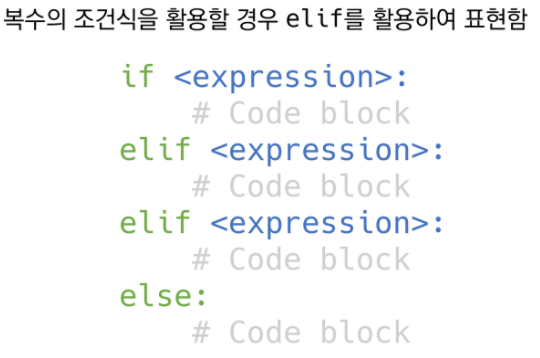 복수의 조건식을 활용할 경우 elif를 활용하여 표현함
if <expression>:
    # Code block
elif <expression>:
    # Code block
elif <expression>:
    # Code block
else:
    # Code block